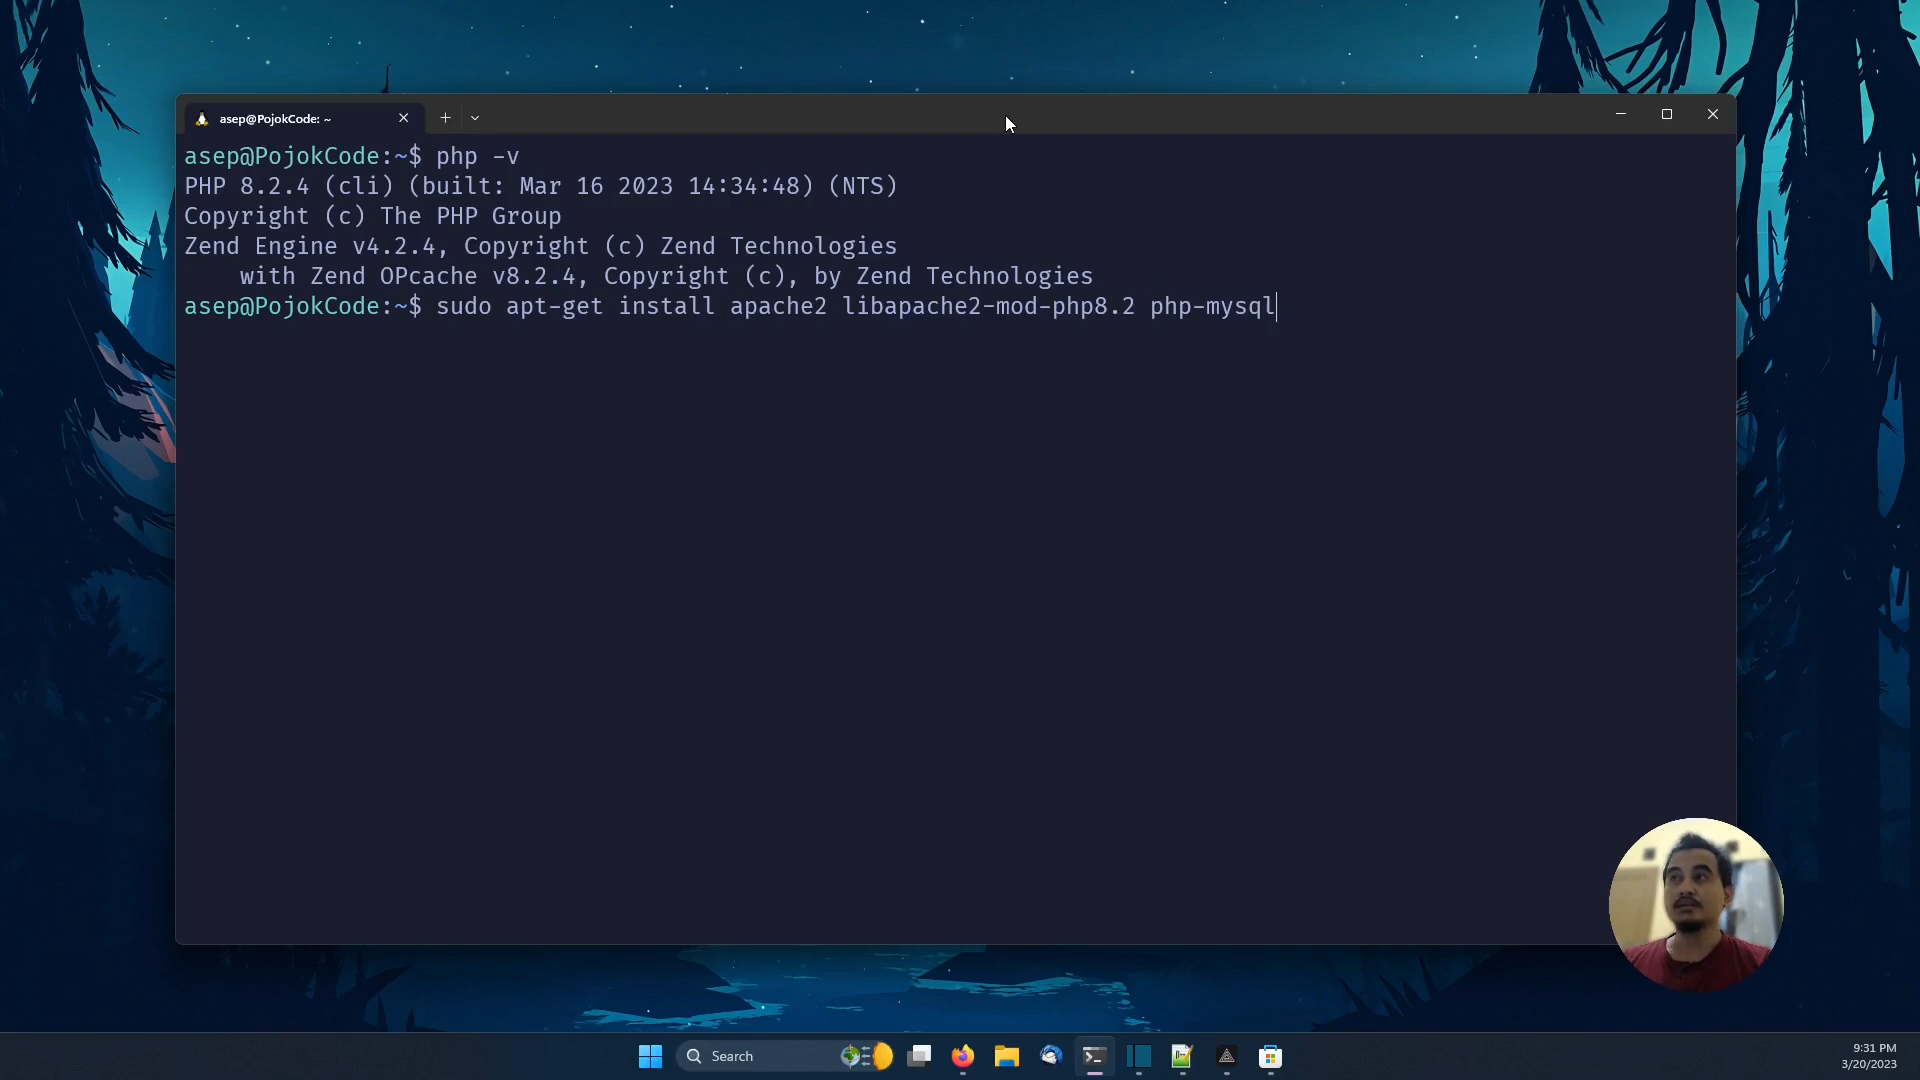 asep@PojokCode: ~
asep@PojokCode:~$ php -v
PHP 8.2.4 (cli) (built: Mar 16 2023 14:34:48) (NTS)
Copyright (c) The PHP Group
Zend Engine v4.2.4, Copyright (c) Zend Technologies
    with Zend OPcache v8.2.4, Copyright (c), by Zend Technologies
asep@PojokCode:~$ sudo apt-get install apache2 libapache2-mod-php8.2 php-mysql
Search
9:31 PM
3/20/2023